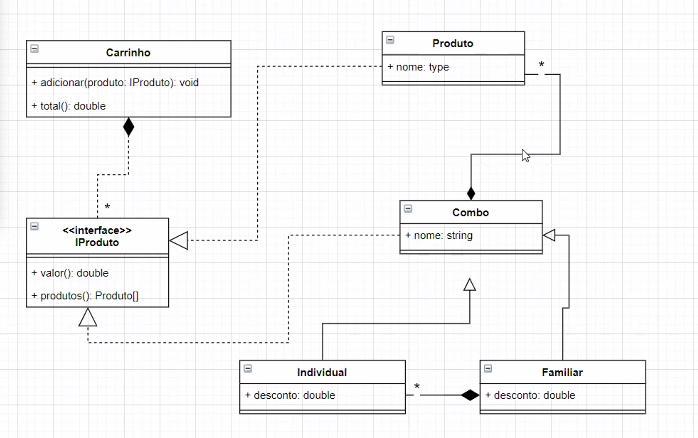 Carrinho
+ adicionar(produto: IProduto): void
+ total(): double
Produto
+ nome: type
*
*
<<interface>>
IProduto
+ valor(): double
+ produtos(): Produto[]
Combo
+ nome: string
Individual
+ desconto: double
*
Familiar
+ desconto: double